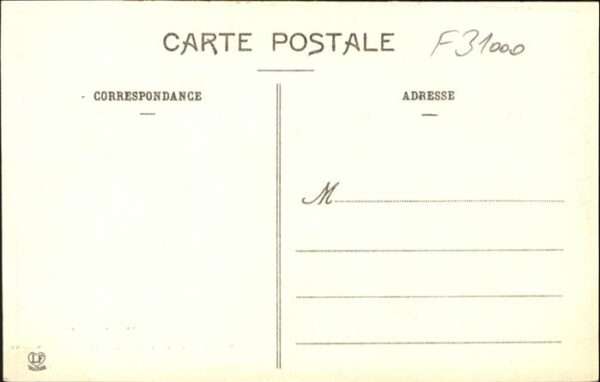 CARTE POSTALE
F31000
CORRESPONDANCE
ADRESSE
M